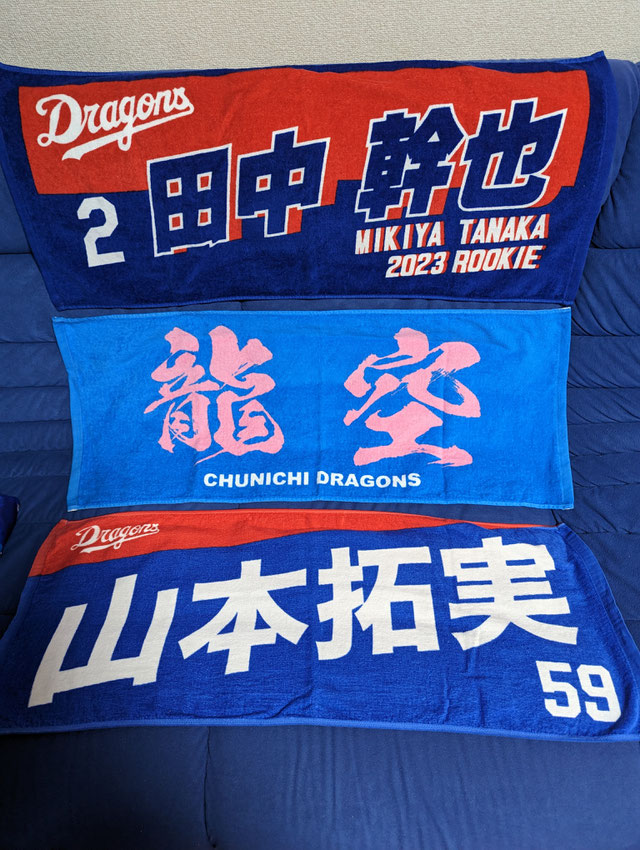 Dragons
2 田中 幹也
MIKIYA TANAKA
2023 ROOKIE
龍 空
CHUNICHI DRAGONS
Dragons
山本拓実
59